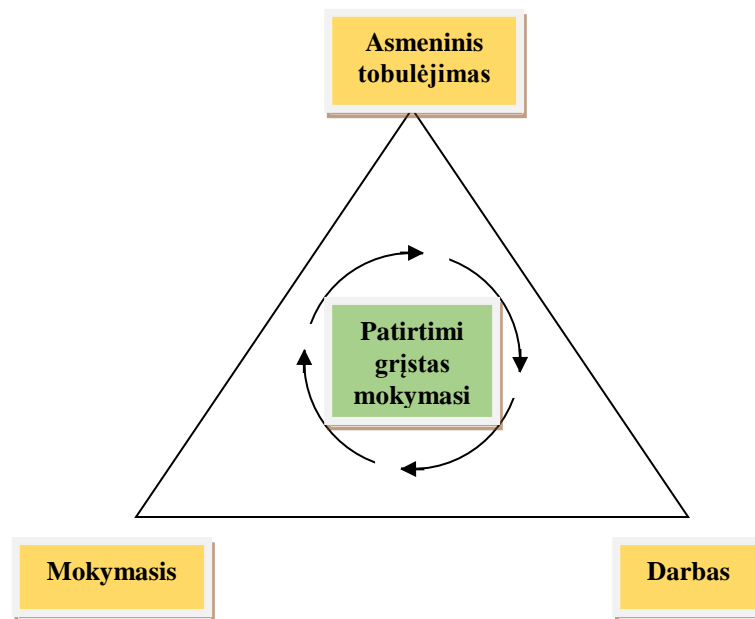 Asmeninis
tobulėjimas
Patirtimi
grįstas
mokymasi
Mokymasis
Darbas